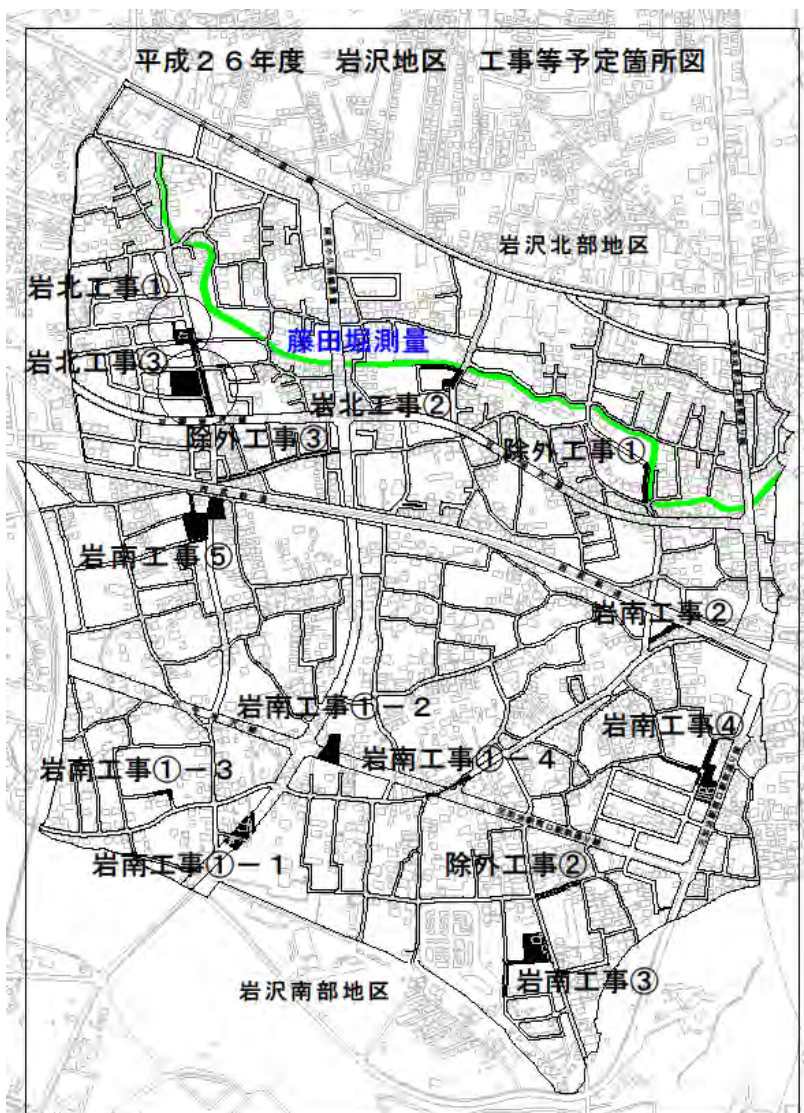 平成26年度　岩沢地区　工事等予定箇所図
岩沢北部地区
岩北工事①
藤田堀測量
岩北工事③
岩北工事②
除外工事③
除外工事①
岩南工事⑤
岩南工事②
岩南工事①－2
岩南工事④
岩南工事①－4
岩南工事①－3
岩南工事①－1
除外工事②
岩南工事③
岩沢南部地区